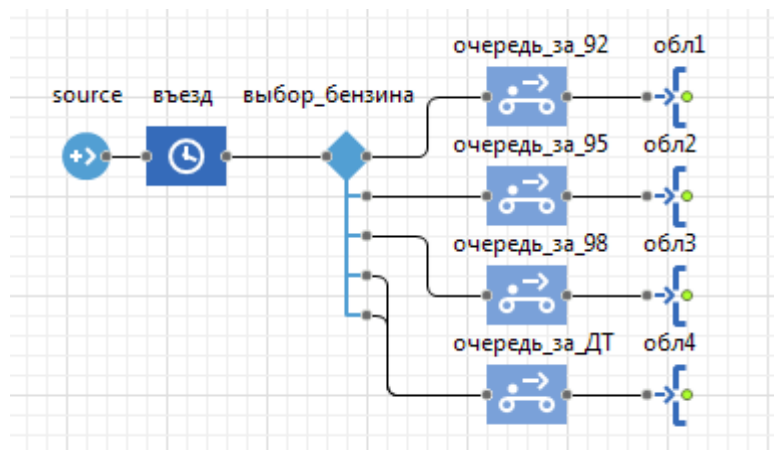 очередь_за_92 обл1
source въезд выбор_бензина
очередь_за_95 обл2
очередь_за_98 обл3
очередь_за_ДТ обл4